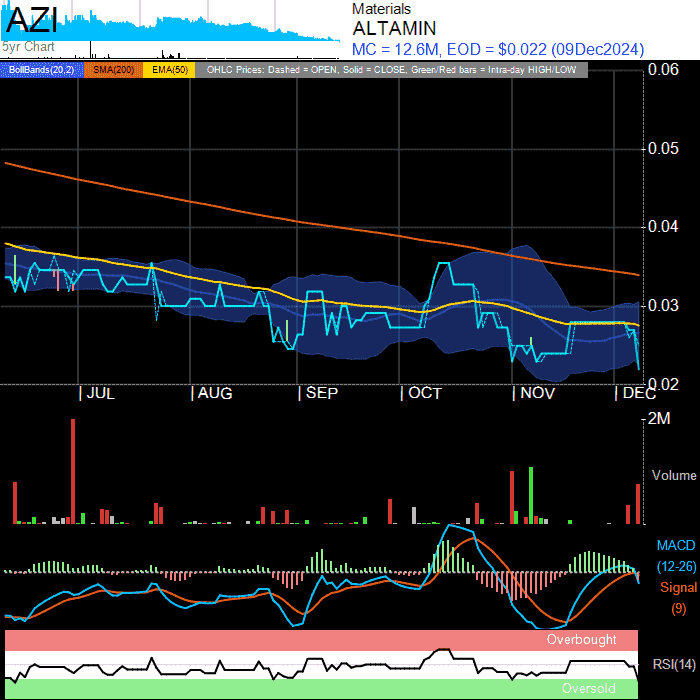 AZI
5yr Chart
Materials
ALTAMIN
MC = 12.6M, EOD = $0.022 (09Dec2024)
BollBands(20,2) SMA(200) EMA(50) OHLC Prices: Dashed = OPEN, Solid = CLOSE, Green/Red bars = Intra-day HIGH/LOW
0.06
0.05
0.04
0.03
0.02
JUL AUG SEP OCT NOV DEC
2M
Volume
MACD
(12-26)
Signal
(9)
Overbought
RSI(14)
Oversold